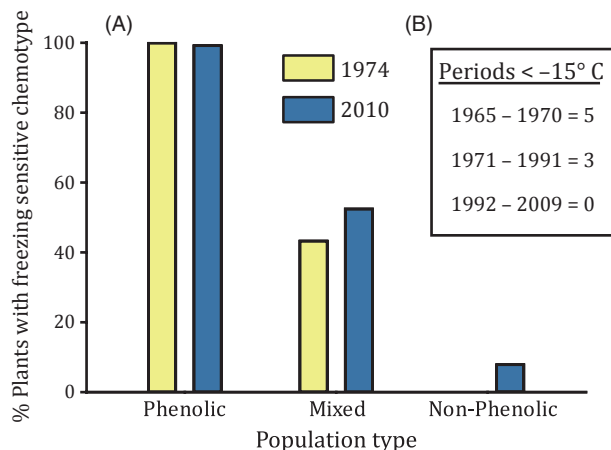 (A)
(B)
% Plants with freezing sensitive chemotype
100
80
60
40
20
0
1974
2010
Periods < –15° C
1965 – 1970 = 5
1971 – 1991 = 3
1992 – 2009 = 0
Phenolic
Mixed
Non-Phenolic
Population type